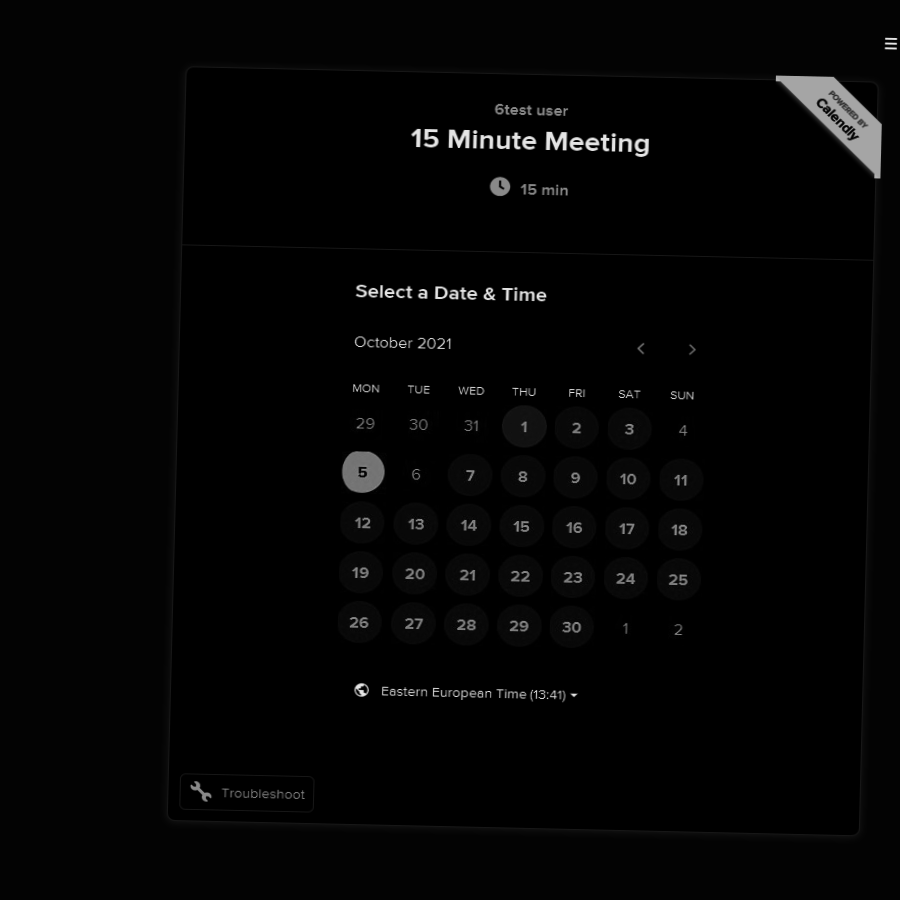 POWERED BY
Calendly
6test user
15 Minute Meeting
15 min
Select a Date & Time
October 2021
MON TUE WED THU FRI SAT SUN
29 30 31 1 2 3 4
5 6 7 8 9 10 11
12 13 14 15 16 17 18
19 20 21 22 23 24 25
26 27 28 29 30 1 2
Eastern European Time (13:41)
Troubleshoot